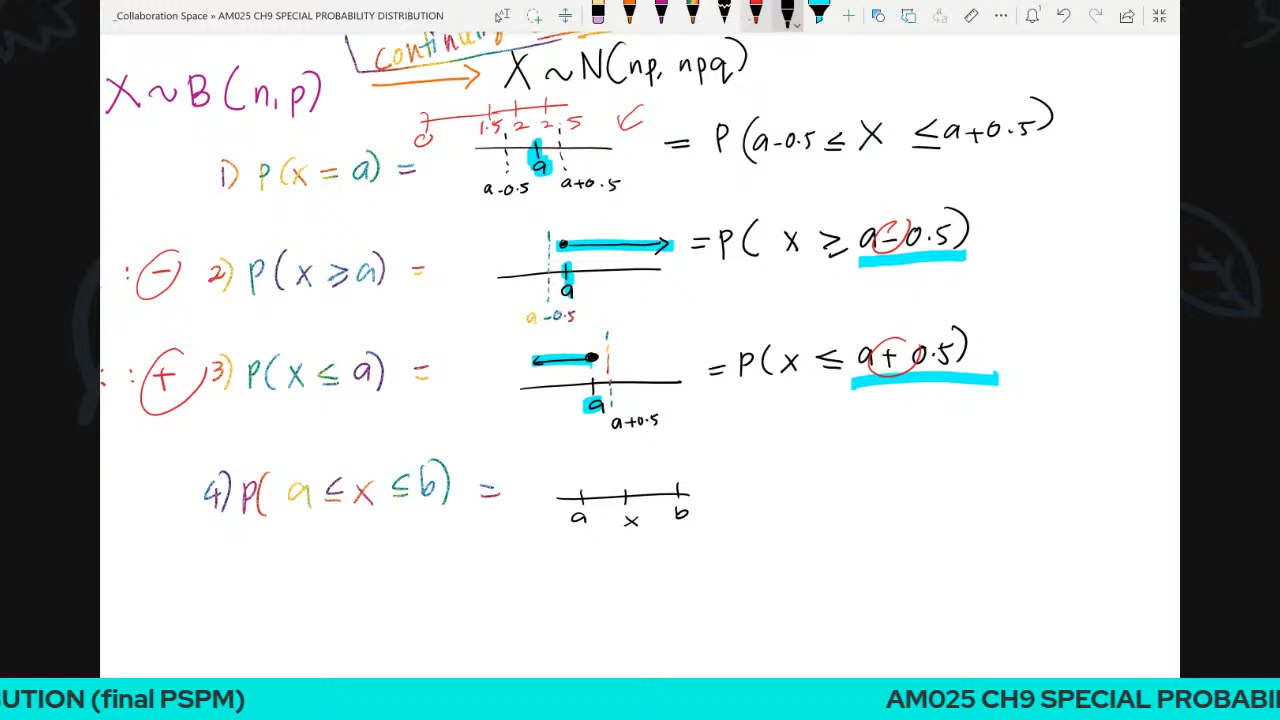 _Collaboration Space » AM025 CH9 SPECIAL PROBABILITY DISTRIBUTION
X ~ B(n,p)
X ~ N(np, npq)
0 1.5 2 2.5
1) P(x = a) =
a
a-0.5 a+0.5
= P(a-0.5 ≤ X ≤ a+0.5)
: - 2) P(x ≥ a) =
a
a-0.5
= P( x ≥ a-0.5)
: : + 3) P(x ≤ a) =
a
a+0.5
= P(x ≤ a+0.5)
4) P( a ≤ x ≤ b) =
a x b
(final PSPM) AM025 CH9 SPECIAL